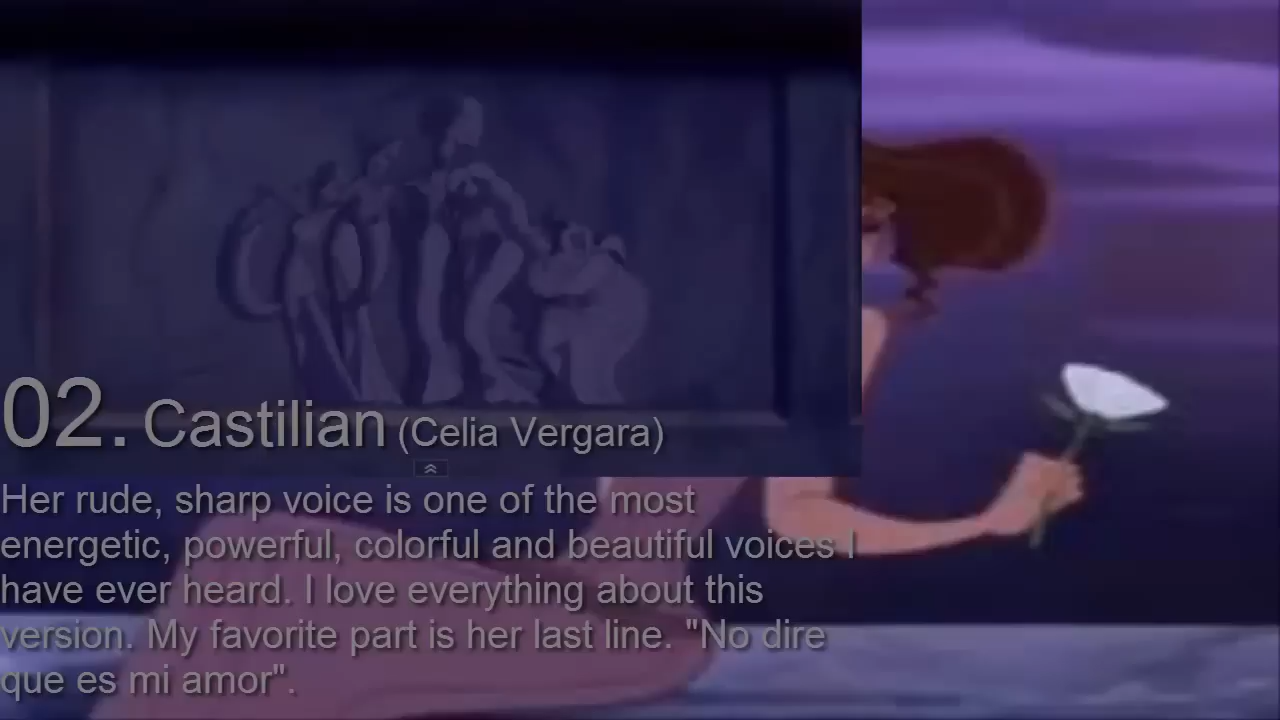 02. Castilian (Celia Vergara)
Her rude, sharp voice is one of the most
energetic, powerful, colorful and beautiful voices I
have ever heard. I love everything about this
version. My favorite part is her last line. "No dire
que es mi amor".